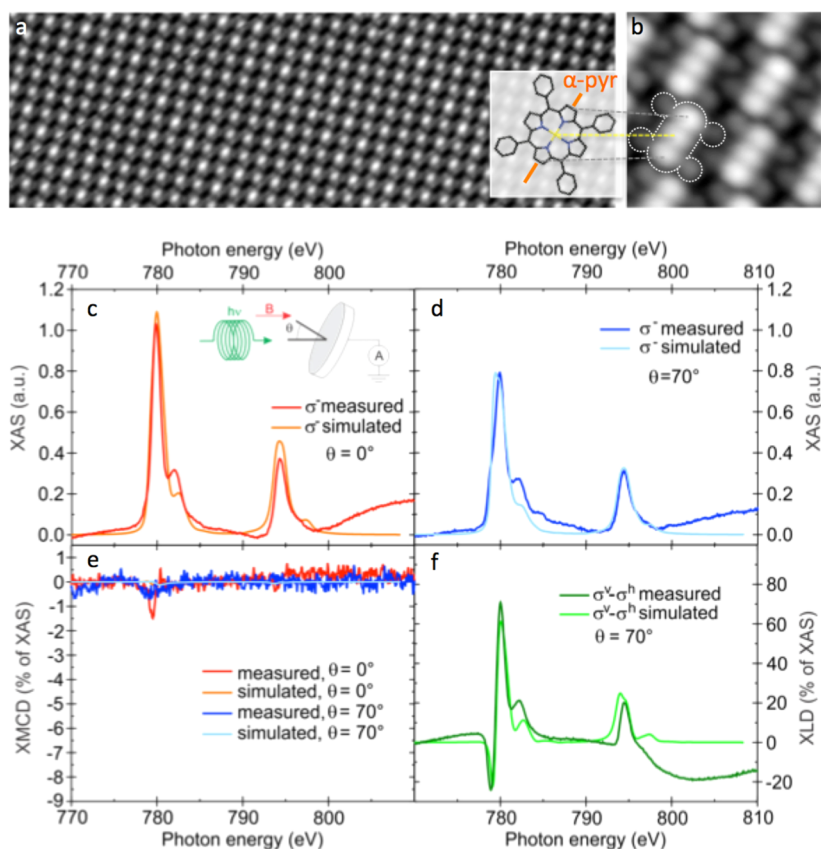 a
b
α-pyr
Photon energy (eV)
Photon energy (eV)
770 780 790 800
780 790 800 810
c
hν
B
θ
A
σ⁻measured
σ⁻simulated
θ = 0°
XAS (a.u.)
1.2
1.0
0.8
0.6
0.4
0.2
0.0
d
σ⁻ measured
σ⁻ simulated
θ=70°
1.2
1.0
0.8
0.6
0.4
0.2
0.0
XAS (a.u.)
e
XMCD (% of XAS)
1
0
-1
-2
-3
-4
-5
-6
-7
-8
-9
measured, θ = 0°
simulated, θ = 0°
measured, θ = 70°
simulated, θ = 70°
f
σᵛ-σʰ measured
σᵛ-σʰ simulated
θ = 70°
80
60
40
20
0
-20
XLD (% of XAS)
770 780 790 800
780 790 800 810
Photon energy (eV)
Photon energy (eV)